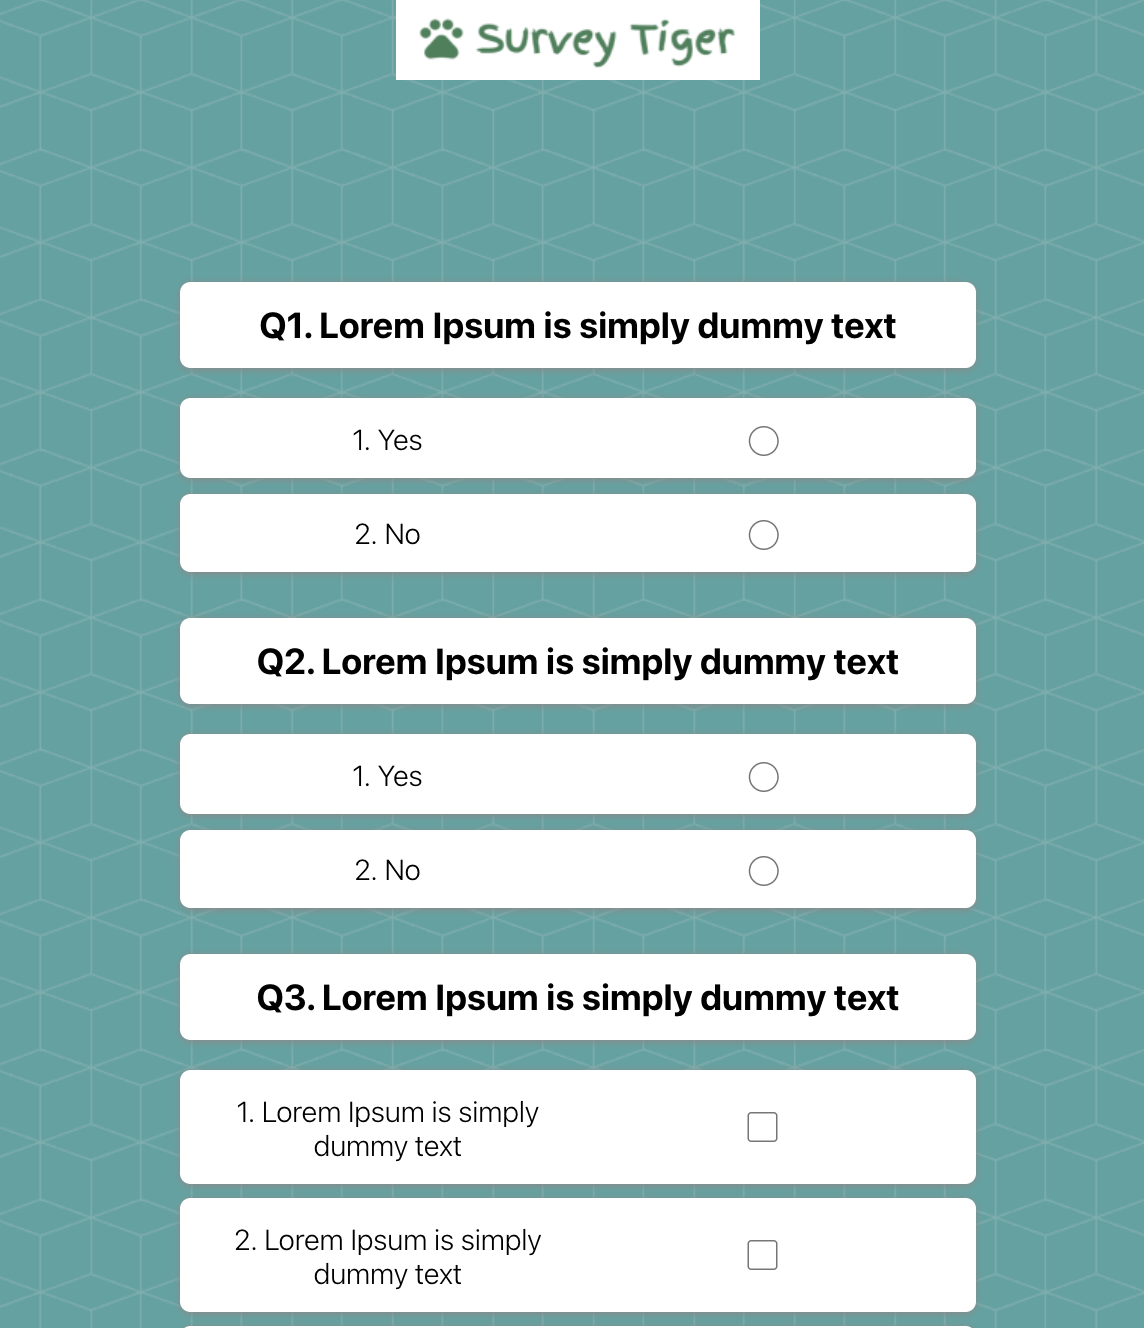 Survey Tiger
Q1. Lorem Ipsum is simply dummy text
1. Yes
2. No
Q2. Lorem Ipsum is simply dummy text
1. Yes
2. No
Q3. Lorem Ipsum is simply dummy text
1. Lorem Ipsum is simply
dummy text
2. Lorem Ipsum is simply
dummy text